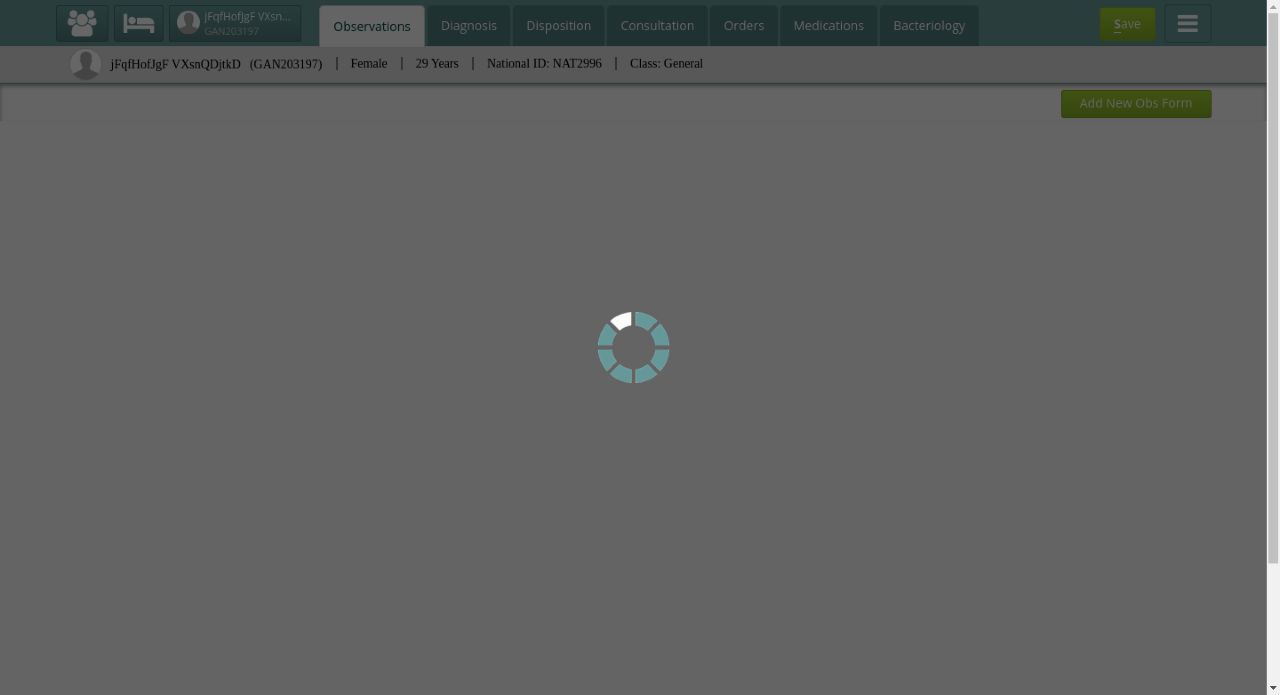 jFqfHofJgF VXsn...
GAN203197
Observations
Diagnosis
Disposition
Consultation
Orders
Medications
Bacteriology
Save
jFqfHofJgF VXsnQDjtkD (GAN203197) | Female | 29 Years | National ID: NAT2996 | Class: General
Add New Obs Form